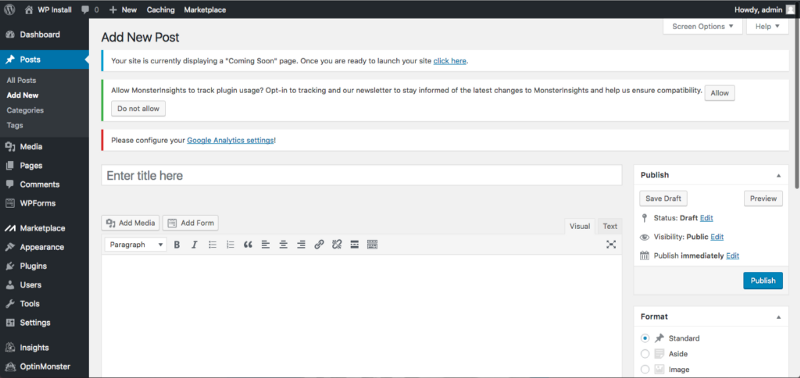 WP Install 0 + New Caching Marketplace Howdy, admin
Dashboard
Posts
All Posts
Add New
Categories
Tags
Media
Pages
Comments
WPForms
Marketplace
Appearance
Plugins
Users
Tools
Settings
Insights
OptinMonster
Screen Options Help
Add New Post
Your site is currently displaying a "Coming Soon" page. Once you are ready to launch your site click here.
Allow MonsterInsights to track plugin usage? Opt-in to tracking and our newsletter to stay informed of the latest changes to MonsterInsights and help us ensure compatibility. Allow
Do not allow
Please configure your Google Analytics settings!
Enter title here
Add Media Add Form
Visual Text
Paragraph B I
Publish
Save Draft Preview
Status: Draft Edit
Visibility: Public Edit
Publish immediately Edit
Publish
Format
Standard
Aside
Image